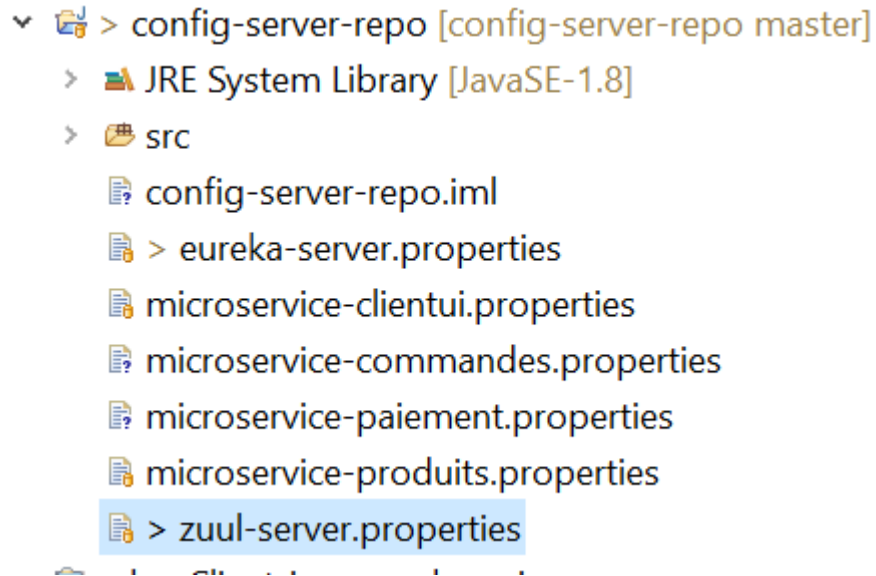 > config-server-repo [config-server-repo master]
JRE System Library [JavaSE-1.8]
src
config-server-repo.iml
> eureka-server.properties
microservice-clientui.properties
microservice-commandes.properties
microservice-paiement.properties
microservice-produits.properties
> zuul-server.properties